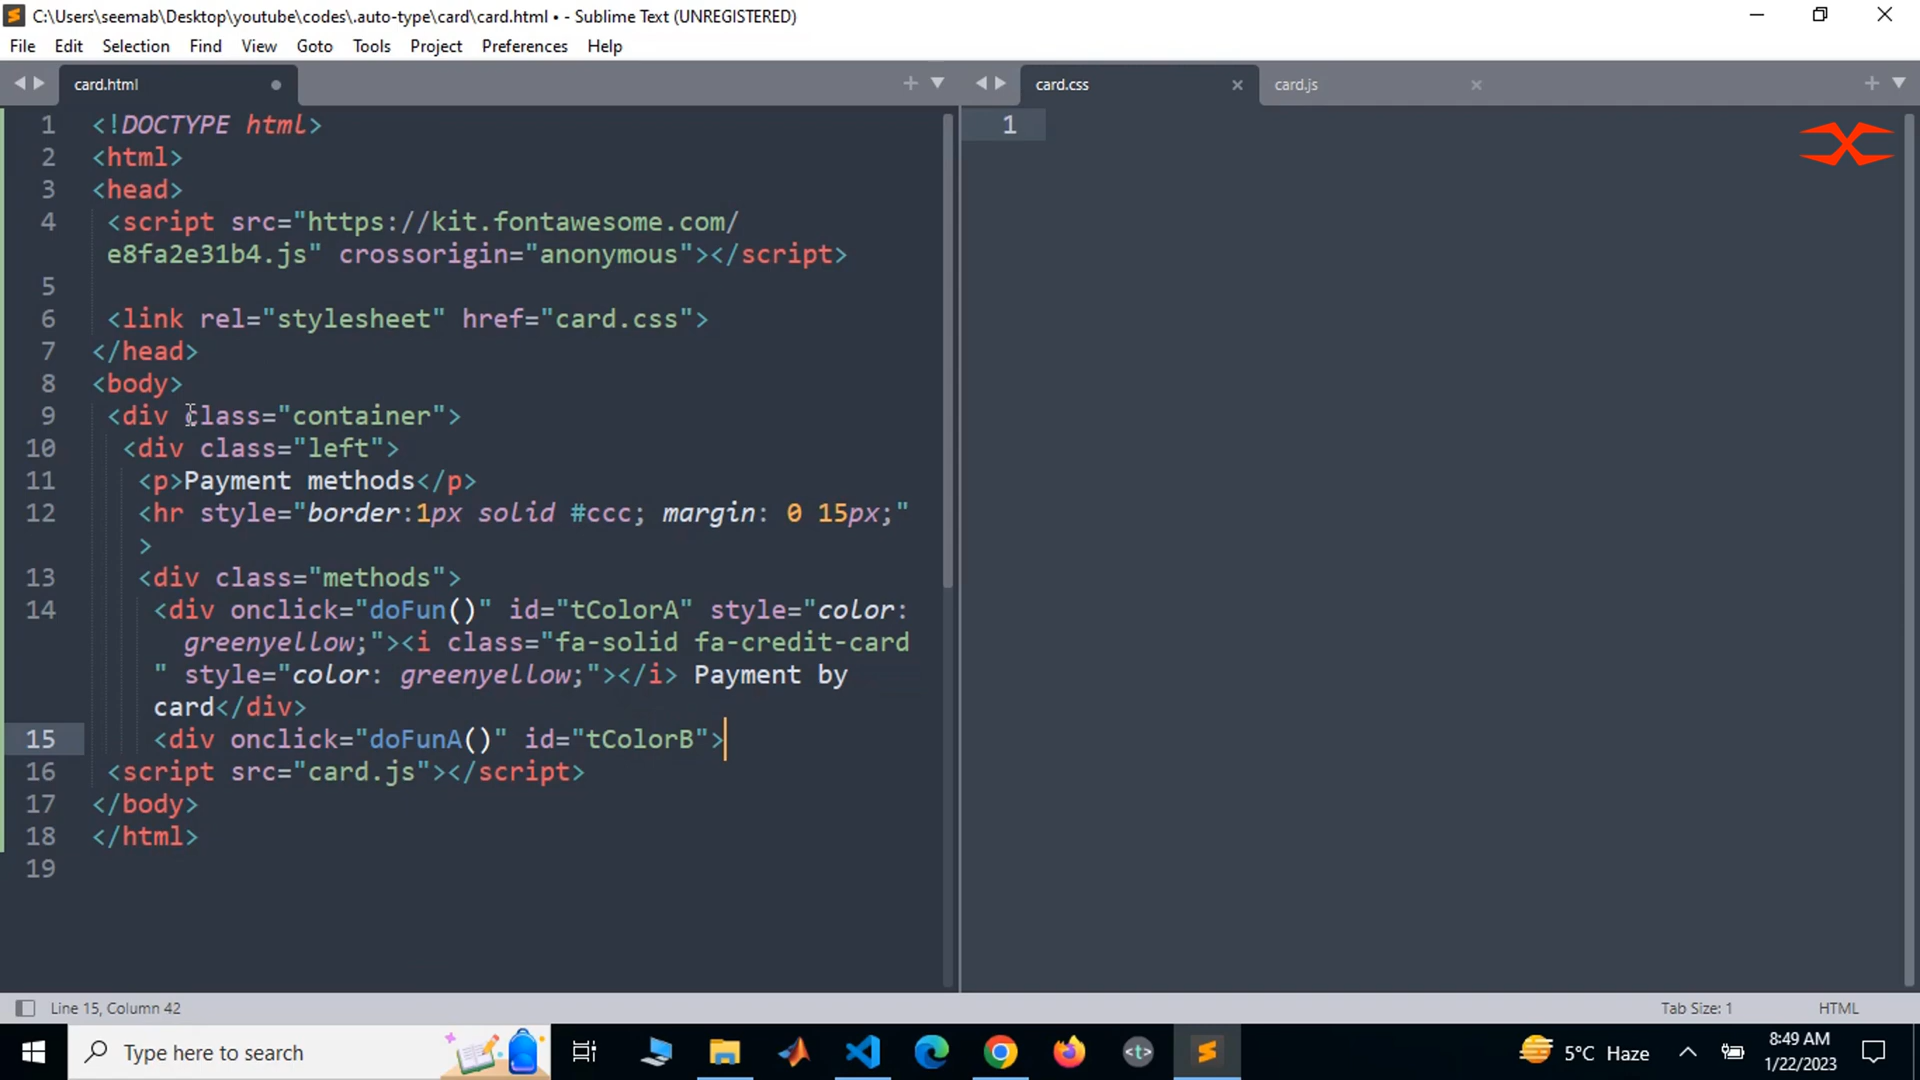 C:\Users\seemab\Desktop\youtube\codes\.auto-type\card\card.html • - Sublime Text (UNREGISTERED)
File Edit Selection Find View Goto Tools Project Preferences Help
card.html
card.css
card.js
1 <!DOCTYPE html>
2 <html>
3 <head>
4 <script src="https://kit.fontawesome.com/
e8fa2e31b4.js" crossorigin="anonymous"></script>
5
6 <link rel="stylesheet" href="card.css">
7 </head>
8 <body>
9 <div class="container">
10 <div class="left">
11 <p>Payment methods</p>
12 <hr style="border:1px solid #ccc; margin: 0 15px;"
>
13 <div class="methods">
14 <div onclick="doFun()" id="tColorA" style="color:
greenyellow;"><i class="fa-solid fa-credit-card
" style="color: greenyellow;"></i> Payment by
card</div>
15 <div onclick="doFunA()" id="tColorB">
16 <script src="card.js"></script>
17 </body>
18 </html>
19
1
Line 15, Column 42
Tab Size: 1
HTML
Type here to search
<t>
5°C Haze
8:49 AM
1/22/2023